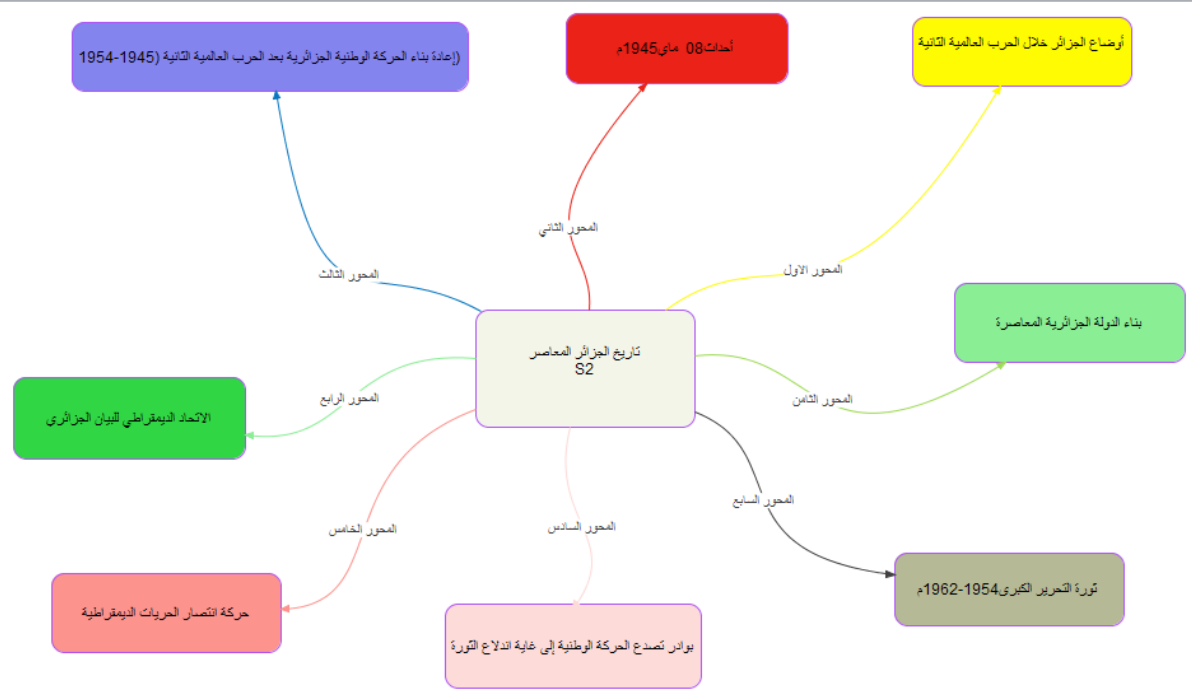 تاريخ الجزائر المعاصر
S2
المحور الاول
أوضاع الجزائر خلال الحرب العالمية الثانية
المحور الثاني
أحداث08 ماي1945م
المحور الثالث
(إعادة بناء الحركة الوطنية الجزائرية بعد الحرب العالمية الثانية (1945-1954
المحور الرابع
الاتحاد الديمقراطي للبيان الجزائري
المحور الخامس
حركة انتصار الحريات الديمقراطية
المحور السادس
بوادر تصدع الحركة الوطنية إلى غاية اندلاع الثورة
المحور السابع
ثورة التحرير الكبرى1954-1962م
المحور الثامن
بناء الدولة الجزائرية المعاصرة